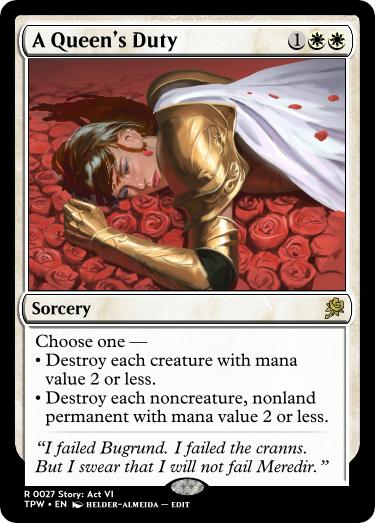 A Queen's Duty 1
Sorcery
Choose one —
• Destroy each creature with mana
value 2 or less.
• Destroy each noncreature, nonland
permanent with mana value 2 or less.
“I failed Bugrund. I failed the cranns.
But I swear that I will not fail Meredir.”
R 0027 Story: Act VI
TPW • EN HELDER-ALMEIDA — EDIT